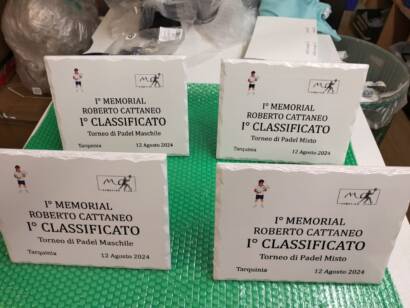 I° MEMORIAL
ROBERTO CATTANEO
I° CLASSIFICATO
Torneo di Padel Maschile
Tarquinia 12 Agosto 2024
I° MEMORIAL
ROBERTO CATTANEO
I° CLASSIFICATO
Torneo di Padel Misto
Tarquinia 12 Agosto 2024
I° MEMORIAL
ROBERTO CATTANEO
I° CLASSIFICATO
Torneo di Padel Maschile
Tarquinia 12 Agosto 2024
I° MEMORIAL
ROBERTO CATTANEO
I° CLASSIFICATO
Torneo di Padel Misto
Tarquinia 12 Agosto 2024